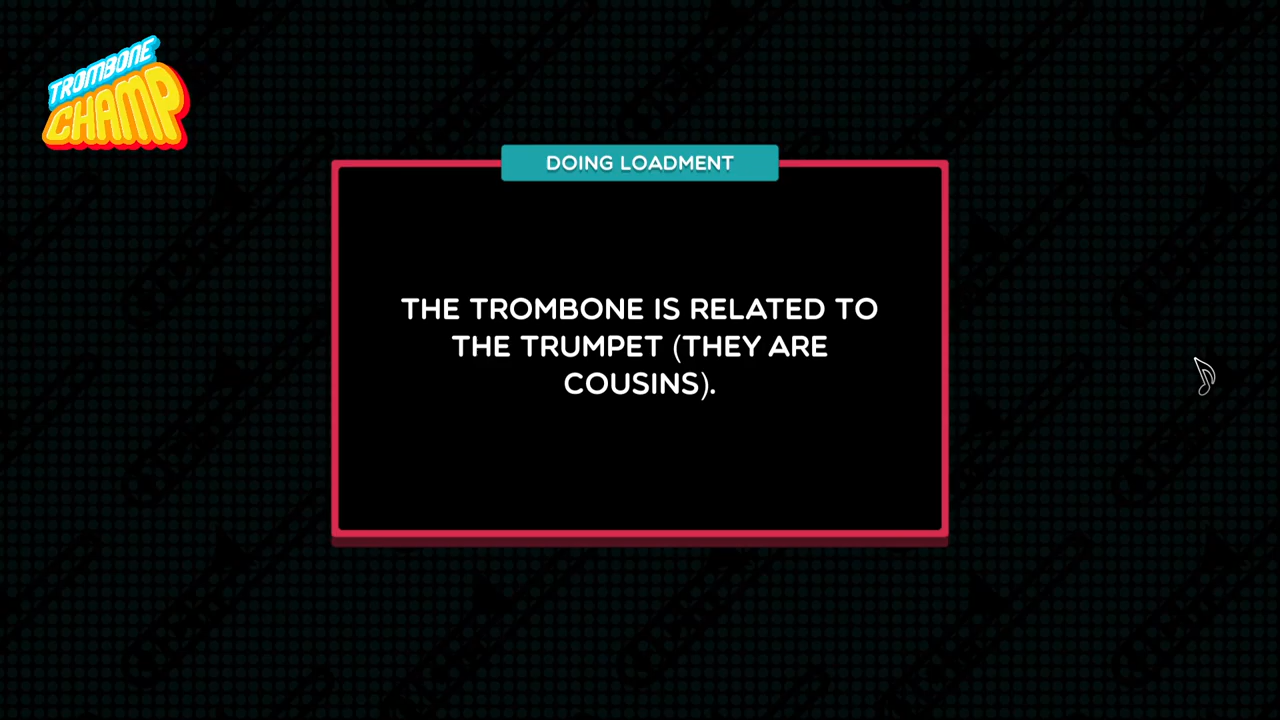 TROMBONE
CHAMP
DOING LOADMENT
THE TROMBONE IS RELATED TO
THE TRUMPET (THEY ARE
COUSINS).